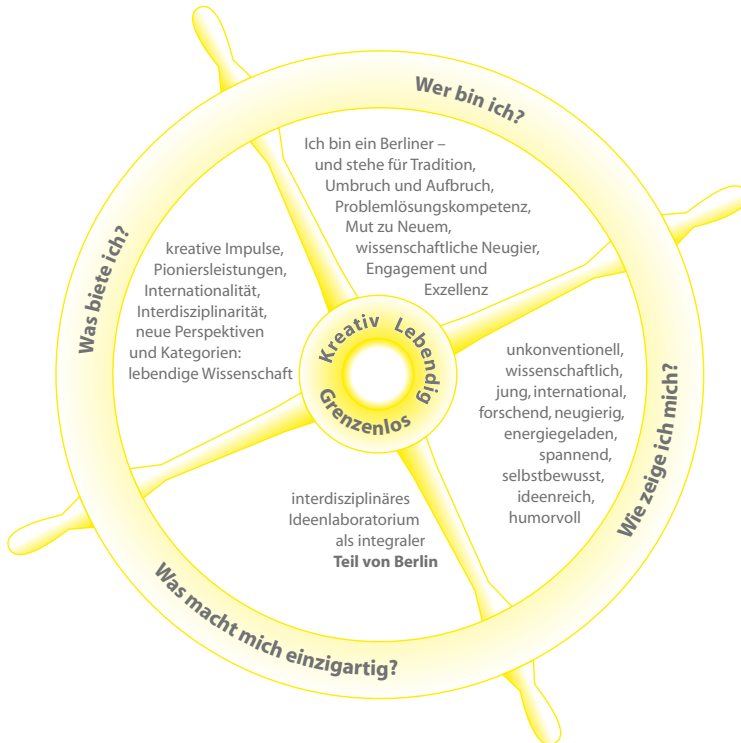 Wer bin ich?
Ich bin ein Berliner –
und stehe für Tradition,
Umbruch und Aufbruch,
Problemlösungskompetenz,
Mut zu Neuem,
wissenschaftliche Neugier,
Engagement und
Exzellenz
Was biete ich?
kreative Impulse,
Pioniersleistungen,
Internationalität,
Interdisziplinarität,
neue Perspektiven
und Kategorien:
lebendige Wissenschaft
Kreativ Lebendig
Grenzenlos
Wie zeige ich mich?
unkonventionell,
wissenschaftlich,
jung, international,
forschend, neugierig,
energiegeladen,
spannend,
selbstbewusst,
ideenreich,
humorvoll
interdisziplinäres
Ideenlaboratorium
als integraler
Teil von Berlin
Was macht mich einzigartig?